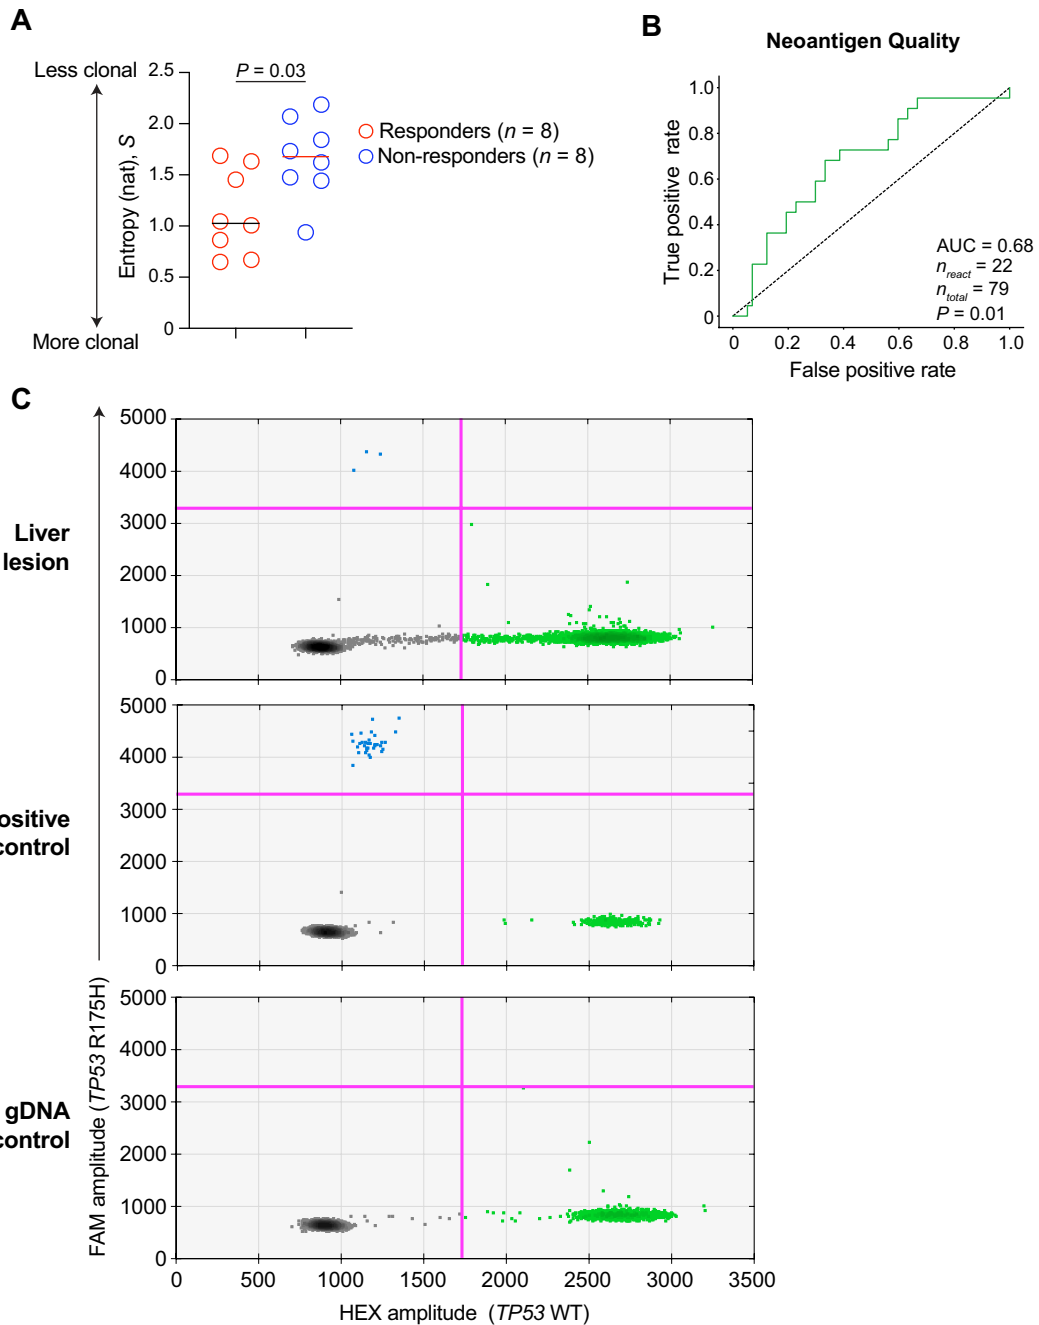 A
Less clonal
More clonal
Entropy (nat), S
2.5
2.0
1.5
1.0
0.5
0
P = 0.03
Responders (n = 8)
Non-responders (n = 8)
B
Neoantigen Quality
True positive rate
1.0
0.8
0.6
0.4
0.2
0
AUC = 0.68
nreact = 22
ntotal = 79
P = 0.01
0 0.2 0.4 0.6 0.8 1.0
False positive rate
C
Liver
lesion
5000
4000
3000
2000
1000
0
ositive
control
5000
4000
3000
2000
1000
0
gDNA
control
FAM amplitude (TP53 R175H)
5000
4000
3000
2000
1000
0
0 500 1000 1500 2000 2500 3000 3500
HEX amplitude (TP53 WT)